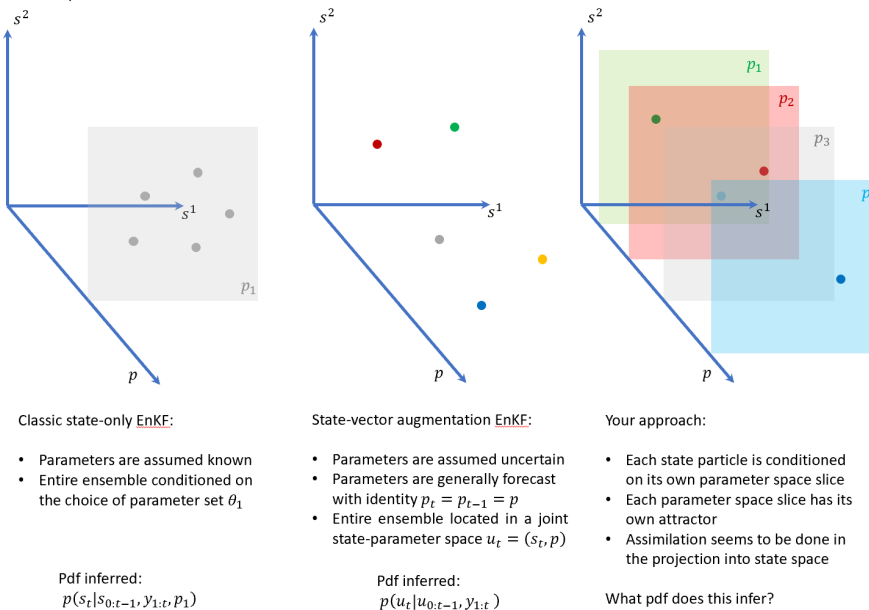 s²
s¹
p₁
p
Classic state-only EnKF:
• Parameters are assumed known
• Entire ensemble conditioned on
the choice of parameter set θ₁
Pdf inferred:
p(sₜ|s₀:ₜ₋₁, y₁:ₜ, p₁)
s²
s¹
p
State-vector augmentation EnKF:
• Parameters are assumed uncertain
• Parameters are generally forecast
with identity pₜ = pₜ₋₁ = p
• Entire ensemble located in a joint
state-parameter space uₜ = (sₜ, p)
Pdf inferred:
p(uₜ|u₀:ₜ₋₁, y₁:ₜ )
s²
p₁
p₂
p₃
p
s¹
p
Your approach:
• Each state particle is conditioned
on its own parameter space slice
• Each parameter space slice has its
own attractor
• Assimilation seems to be done in
the projection into state space
What pdf does this infer?